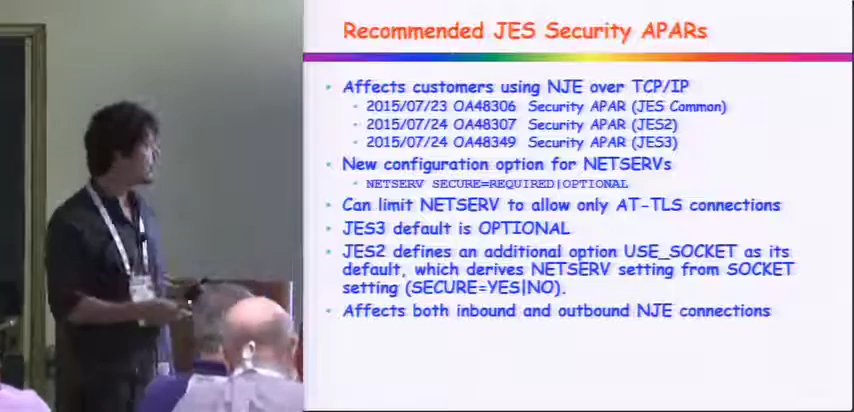 Recommended JES Security APARs
Affects customers using NJE over TCP/IP
2015/07/23 OA48306 Security APAR (JES Common)
2015/07/24 OA48307 Security APAR (JES2)
2015/07/24 OA48349 Security APAR (JES3)
New configuration option for NETSERVs
NETSERV SECURE=REQUIRED|OPTIONAL
Can limit NETSERV to allow only AT-TLS connections
JES3 default is OPTIONAL
JES2 defines an additional option USE_SOCKET as its
default, which derives NETSERV setting from SOCKET
setting (SECURE=YES|NO).
Affects both inbound and outbound NJE connections